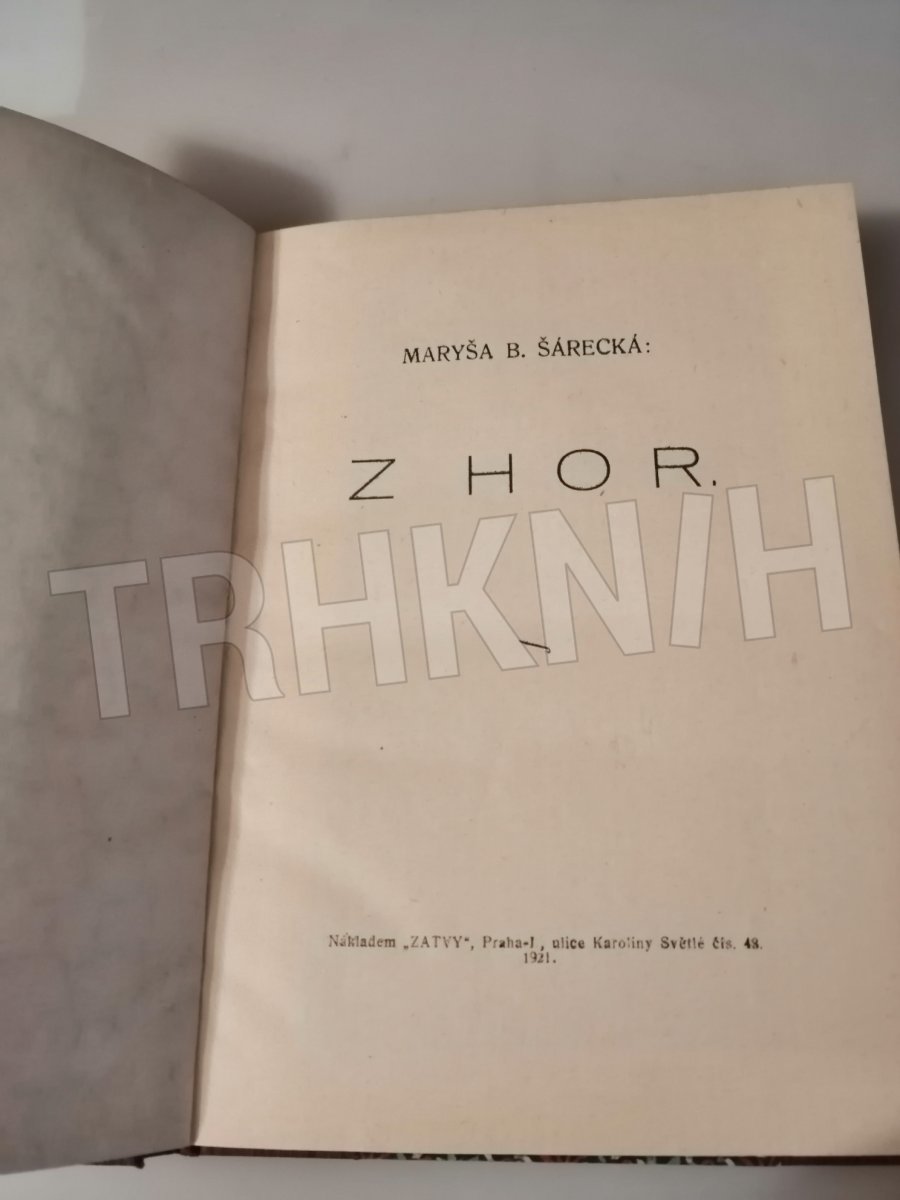 MARYŠA B. ŠÁRECKÁ:
Z HOR.
TRHKNIH
Nákladem „ZATVY“, Praha-I, ulice Karoliny Světlé čís. 48.
1921.